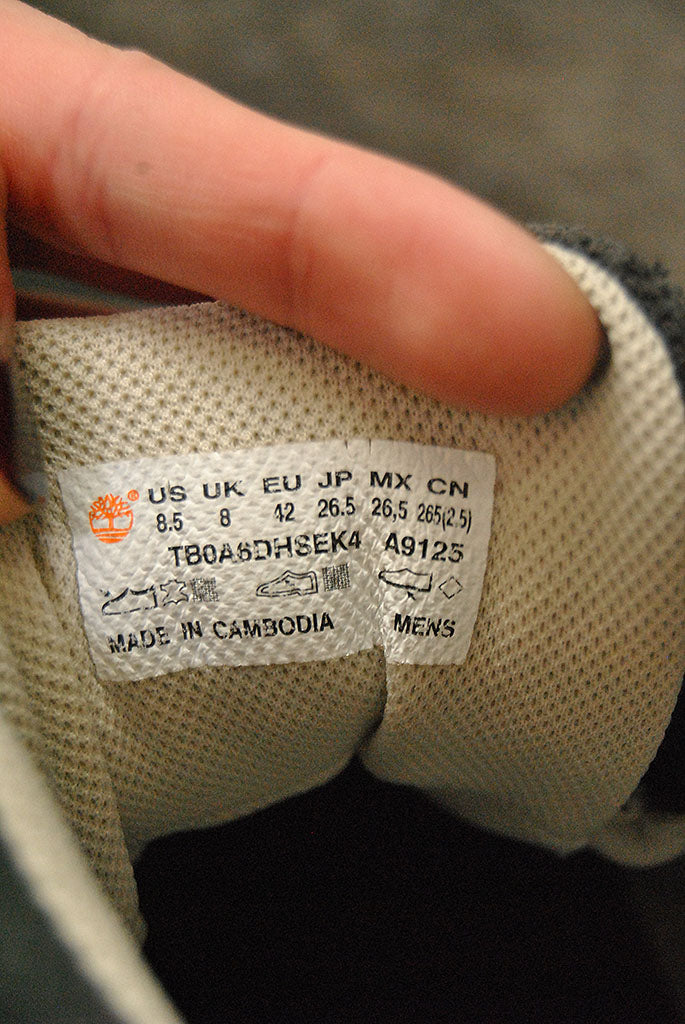 ® US UK EU JP MX CN
8.5 8 42 26.5 26,5 265(2.5)
TB0A6DHSEK4 A9125
MADE IN CAMBODIA MENS